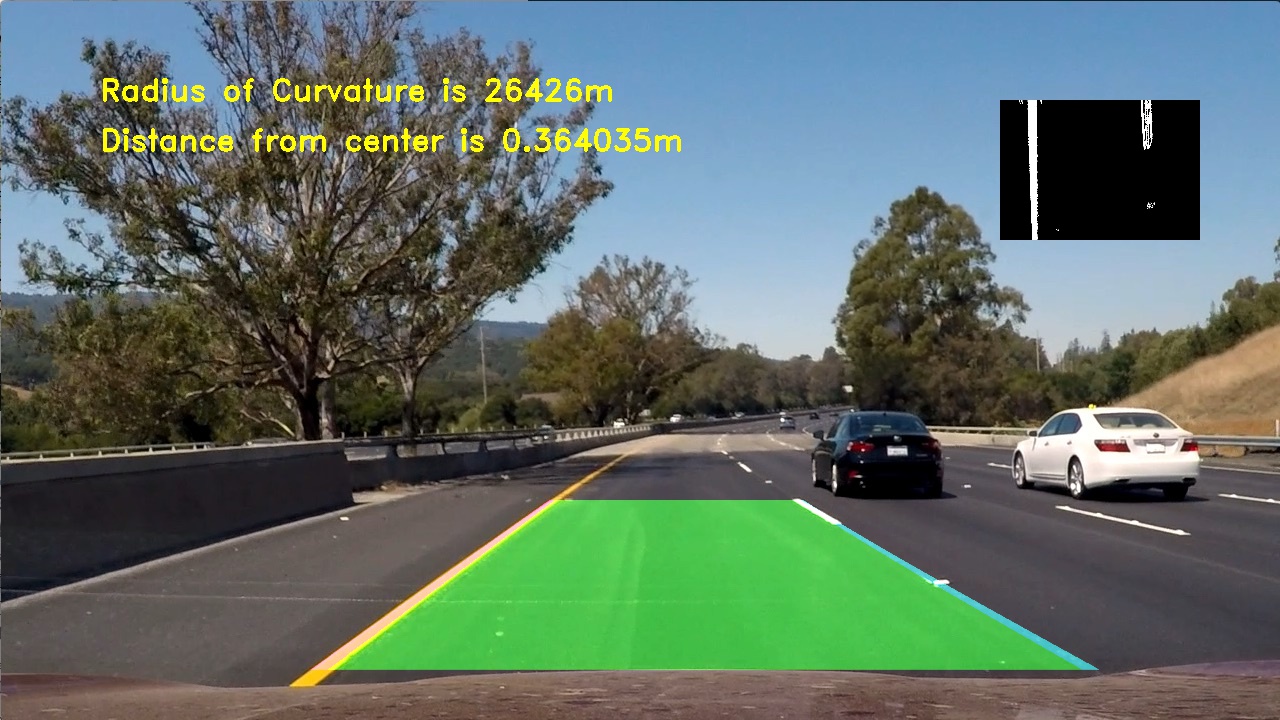 Radius of Curvature is 26426m
Distance from center is 0.364035m